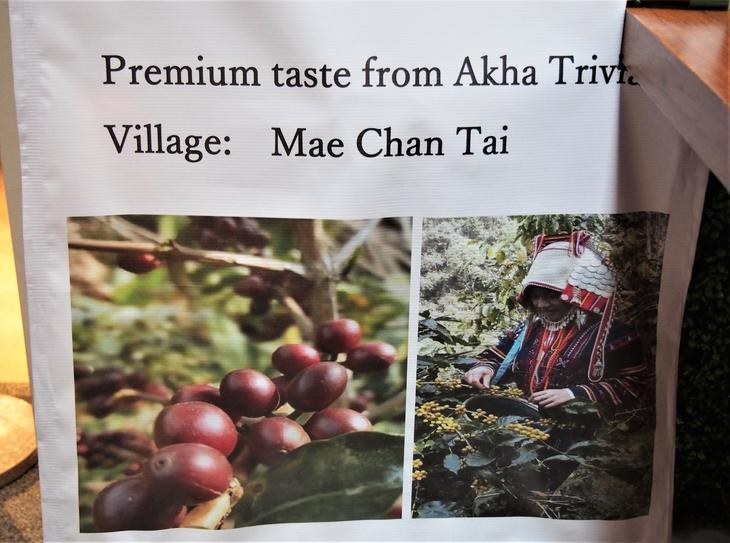 Premium taste from Akha
Village: Mae Chan Tai